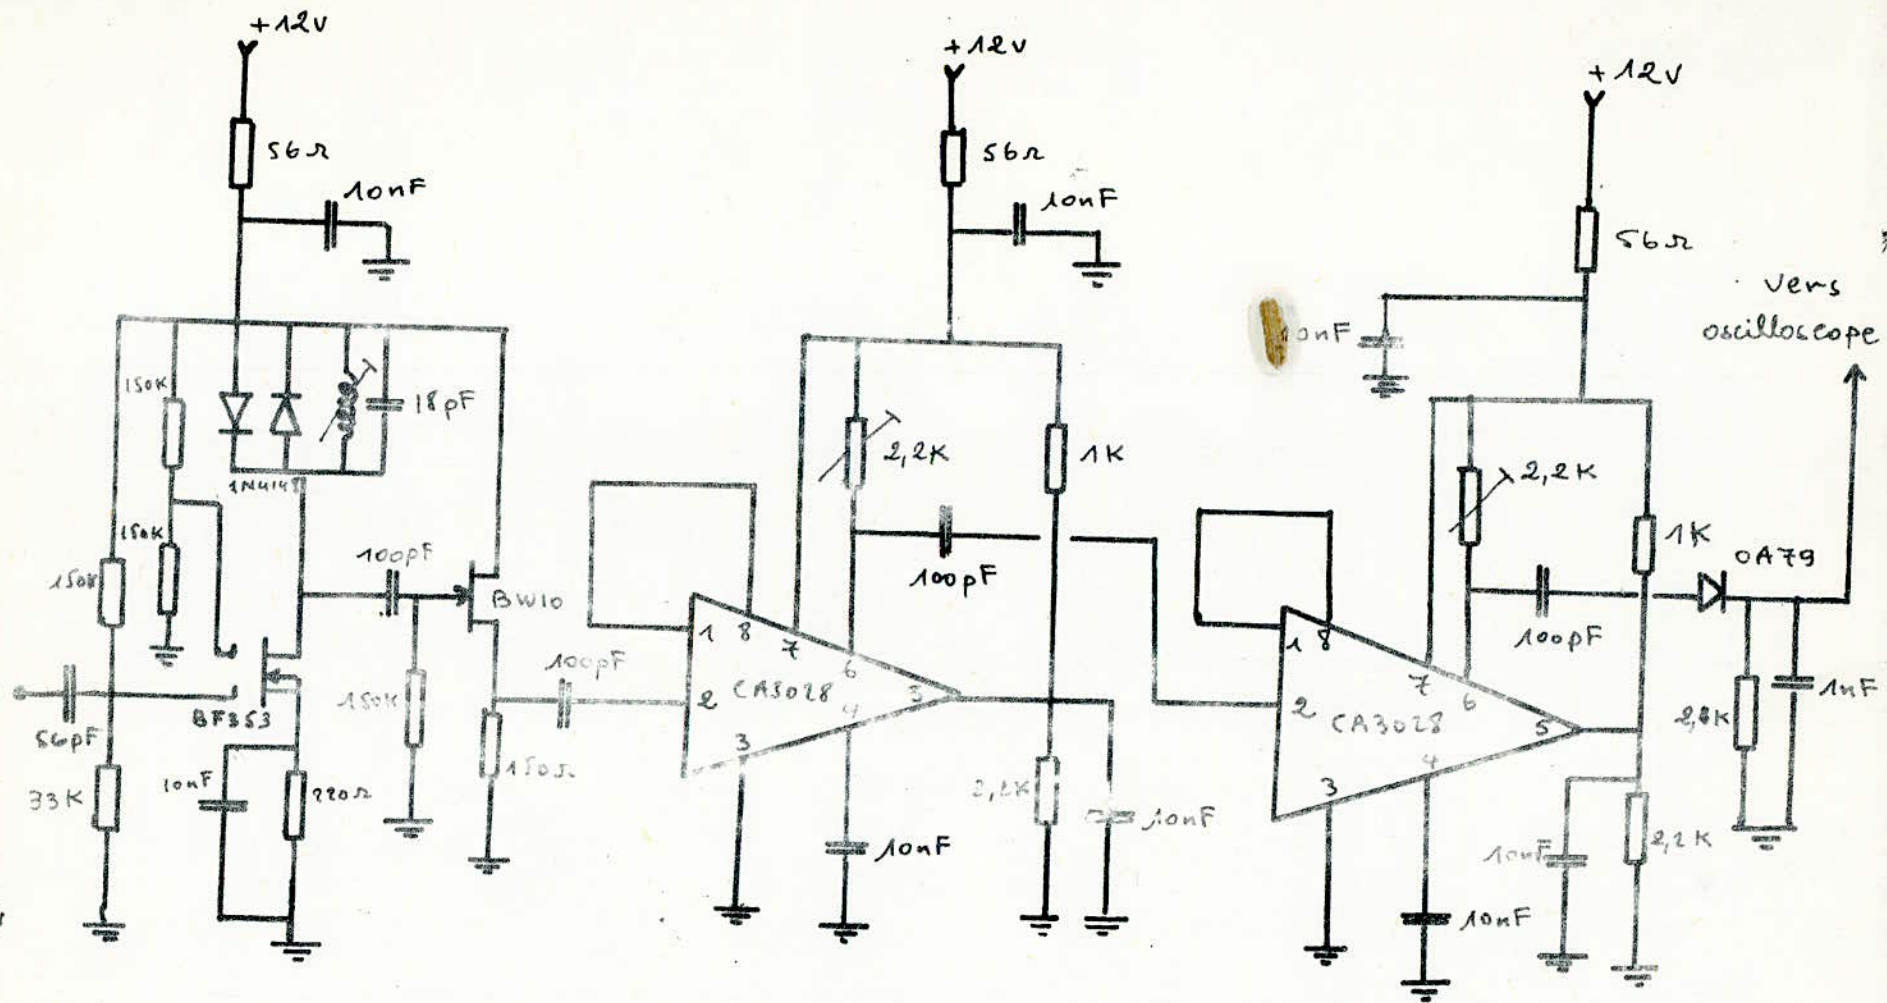 +12V
56Ω
10nF
150K
18pF
1N4148
150K
150K
100pF
BW10
56pF
BF353
150K
100pF
150Ω
33K
10nF
220Ω
+12V
56Ω
10nF
2,2K
1K
100pF
1
8
7
6
2
CA3028
5
3
4
10nF
2,2K
10nF
+12V
56Ω
vers
oscilloscope
2,2K
1K
OA79
100pF
1
8
7
6
2
CA3028
5
3
4
1nF
10nF
2,2K
10nF